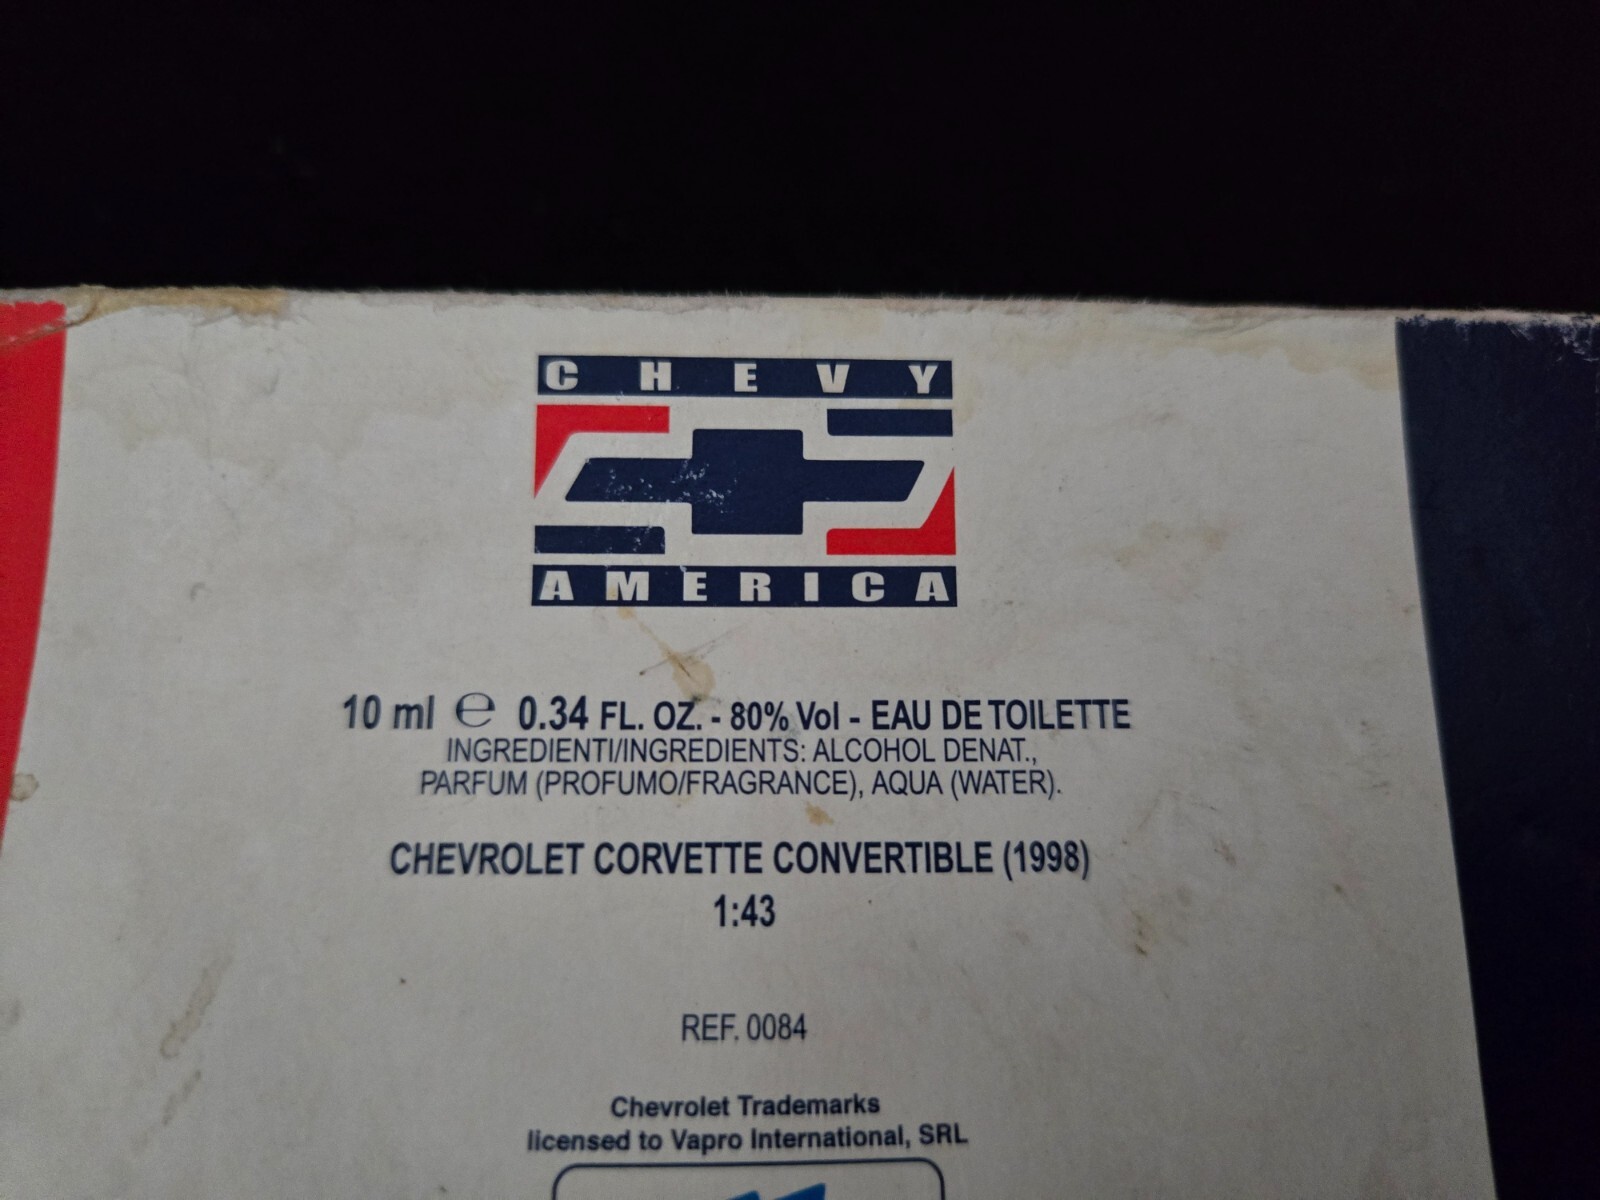 CHEVY
AMERICA
10 ml ℮ 0.34 FL. OZ. - 80% Vol - EAU DE TOILETTE
INGREDIENTI/INGREDIENTS: ALCOHOL DENAT.,
PARFUM (PROFUMO/FRAGRANCE), AQUA (WATER).
CHEVROLET CORVETTE CONVERTIBLE (1998)
1:43
REF. 0084
Chevrolet Trademarks
licensed to Vapro International, SRL